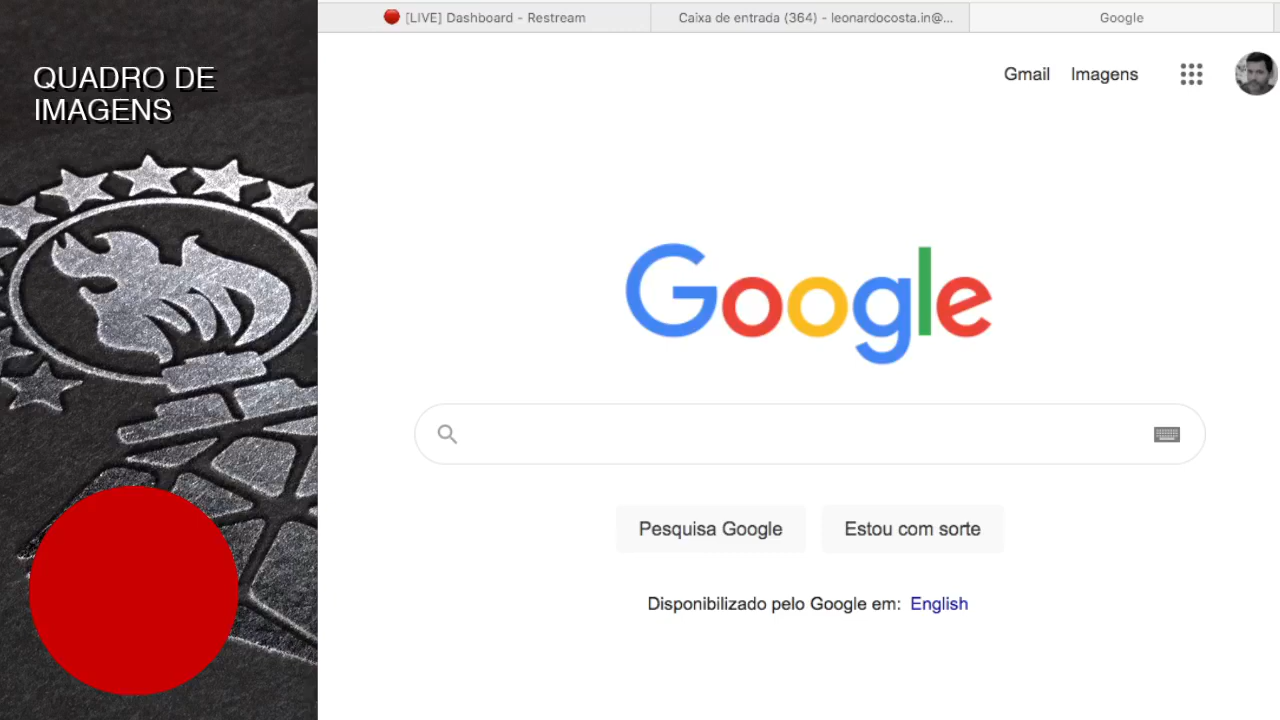 [LIVE] Dashboard - Restream
Caixa de entrada (364) - leonardocosta.in@...
Google
QUADRO DE
IMAGENS
Gmail
Imagens
Google
Pesquisa Google
Estou com sorte
Disponibilizado pelo Google em: English